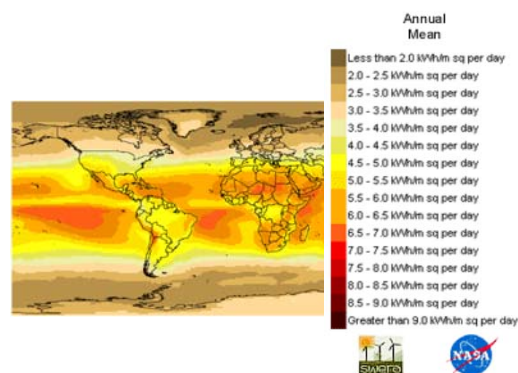 Annual
Mean
Less than 2.0 kWh/m sq per day
2.0 - 2.5 kWh/m sq per day
2.5 - 3.0 kWh/m sq per day
3.0 - 3.5 kWh/m sq per day
3.5 - 4.0 kWh/m sq per day
4.0 - 4.5 kWh/m sq per day
4.5 - 5.0 kWh/m sq per day
5.0 - 5.5 kWh/m sq per day
5.5 - 6.0 kWh/m sq per day
6.0 - 6.5 kWh/m sq per day
6.5 - 7.0 kWh/m sq per day
7.0 - 7.5 kWh/m sq per day
7.5 - 8.0 kWh/m sq per day
8.0 - 8.5 kWh/m sq per day
8.5 - 9.0 kWh/m sq per day
Greater than 9.0 kWh/m sq per day
swera
NASA